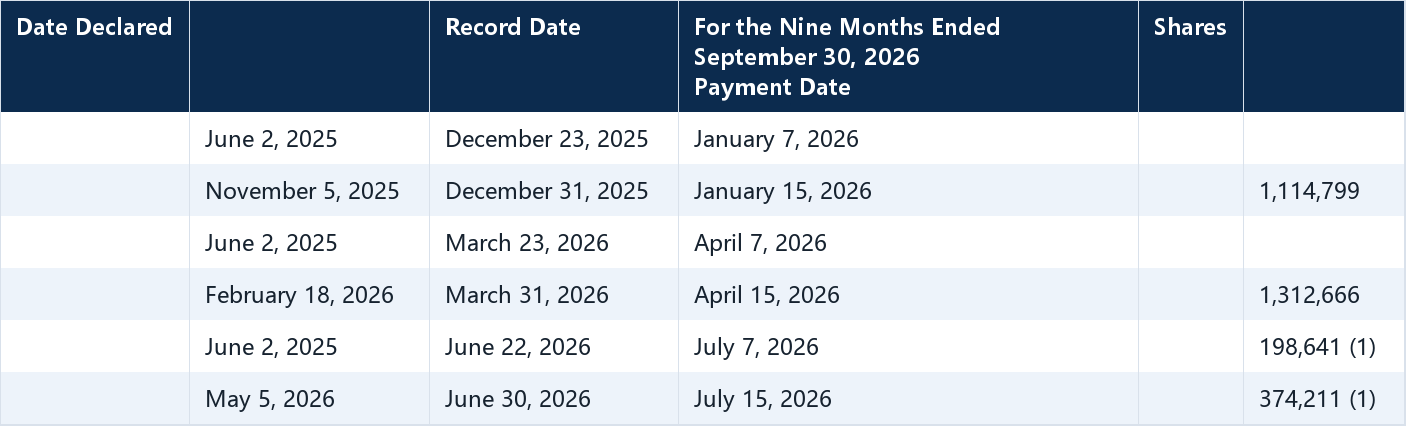 Date Declared Record Date For the Nine Months Ended Shares
September 30, 2026
Payment Date
June 2, 2025 December 23, 2025 January 7, 2026
November 5, 2025 December 31, 2025 January 15, 2026 1,114,799
June 2, 2025 March 23, 2026 April 7, 2026
February 18, 2026 March 31, 2026 April 15, 2026 1,312,666
June 2, 2025 June 22, 2026 July 7, 2026 198,641 (1)
May 5, 2026 June 30, 2026 July 15, 2026 374,211 (1)